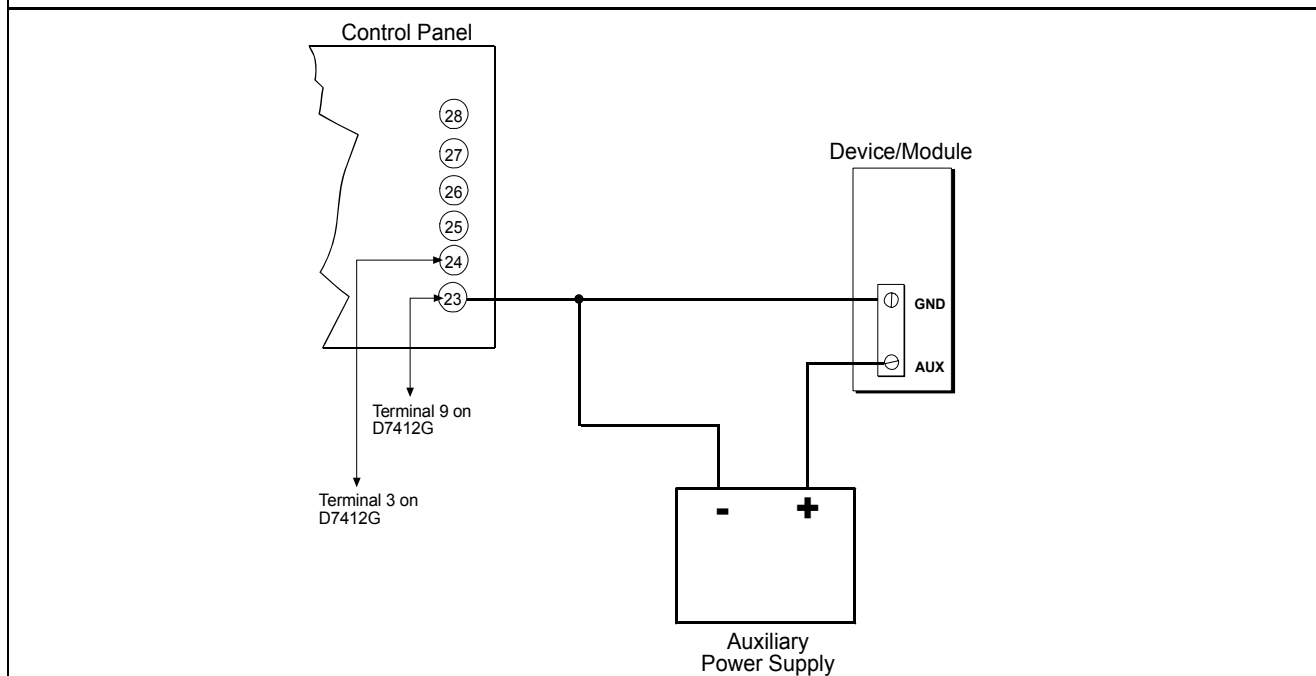 Control Panel
28
27
26
25
24
23
Device/Module
GND
AUX
Terminal 9 on
D7412G
Terminal 3 on
D7412G
- +
Auxiliary
Power Supply